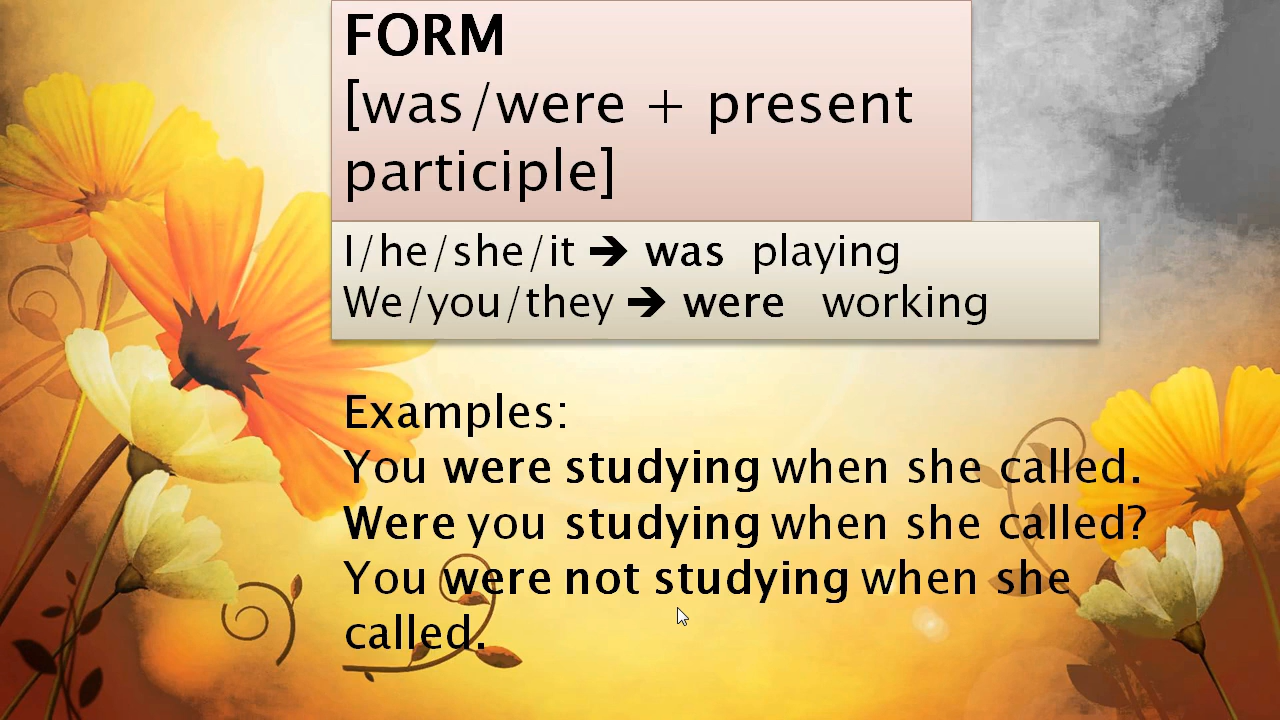 FORM
[was/were + present
participle]
I/he/she/it ➔ was playing
We/you/they ➔ were working
Examples:
You were studying when she called.
Were you studying when she called?
You were not studying when she
called.